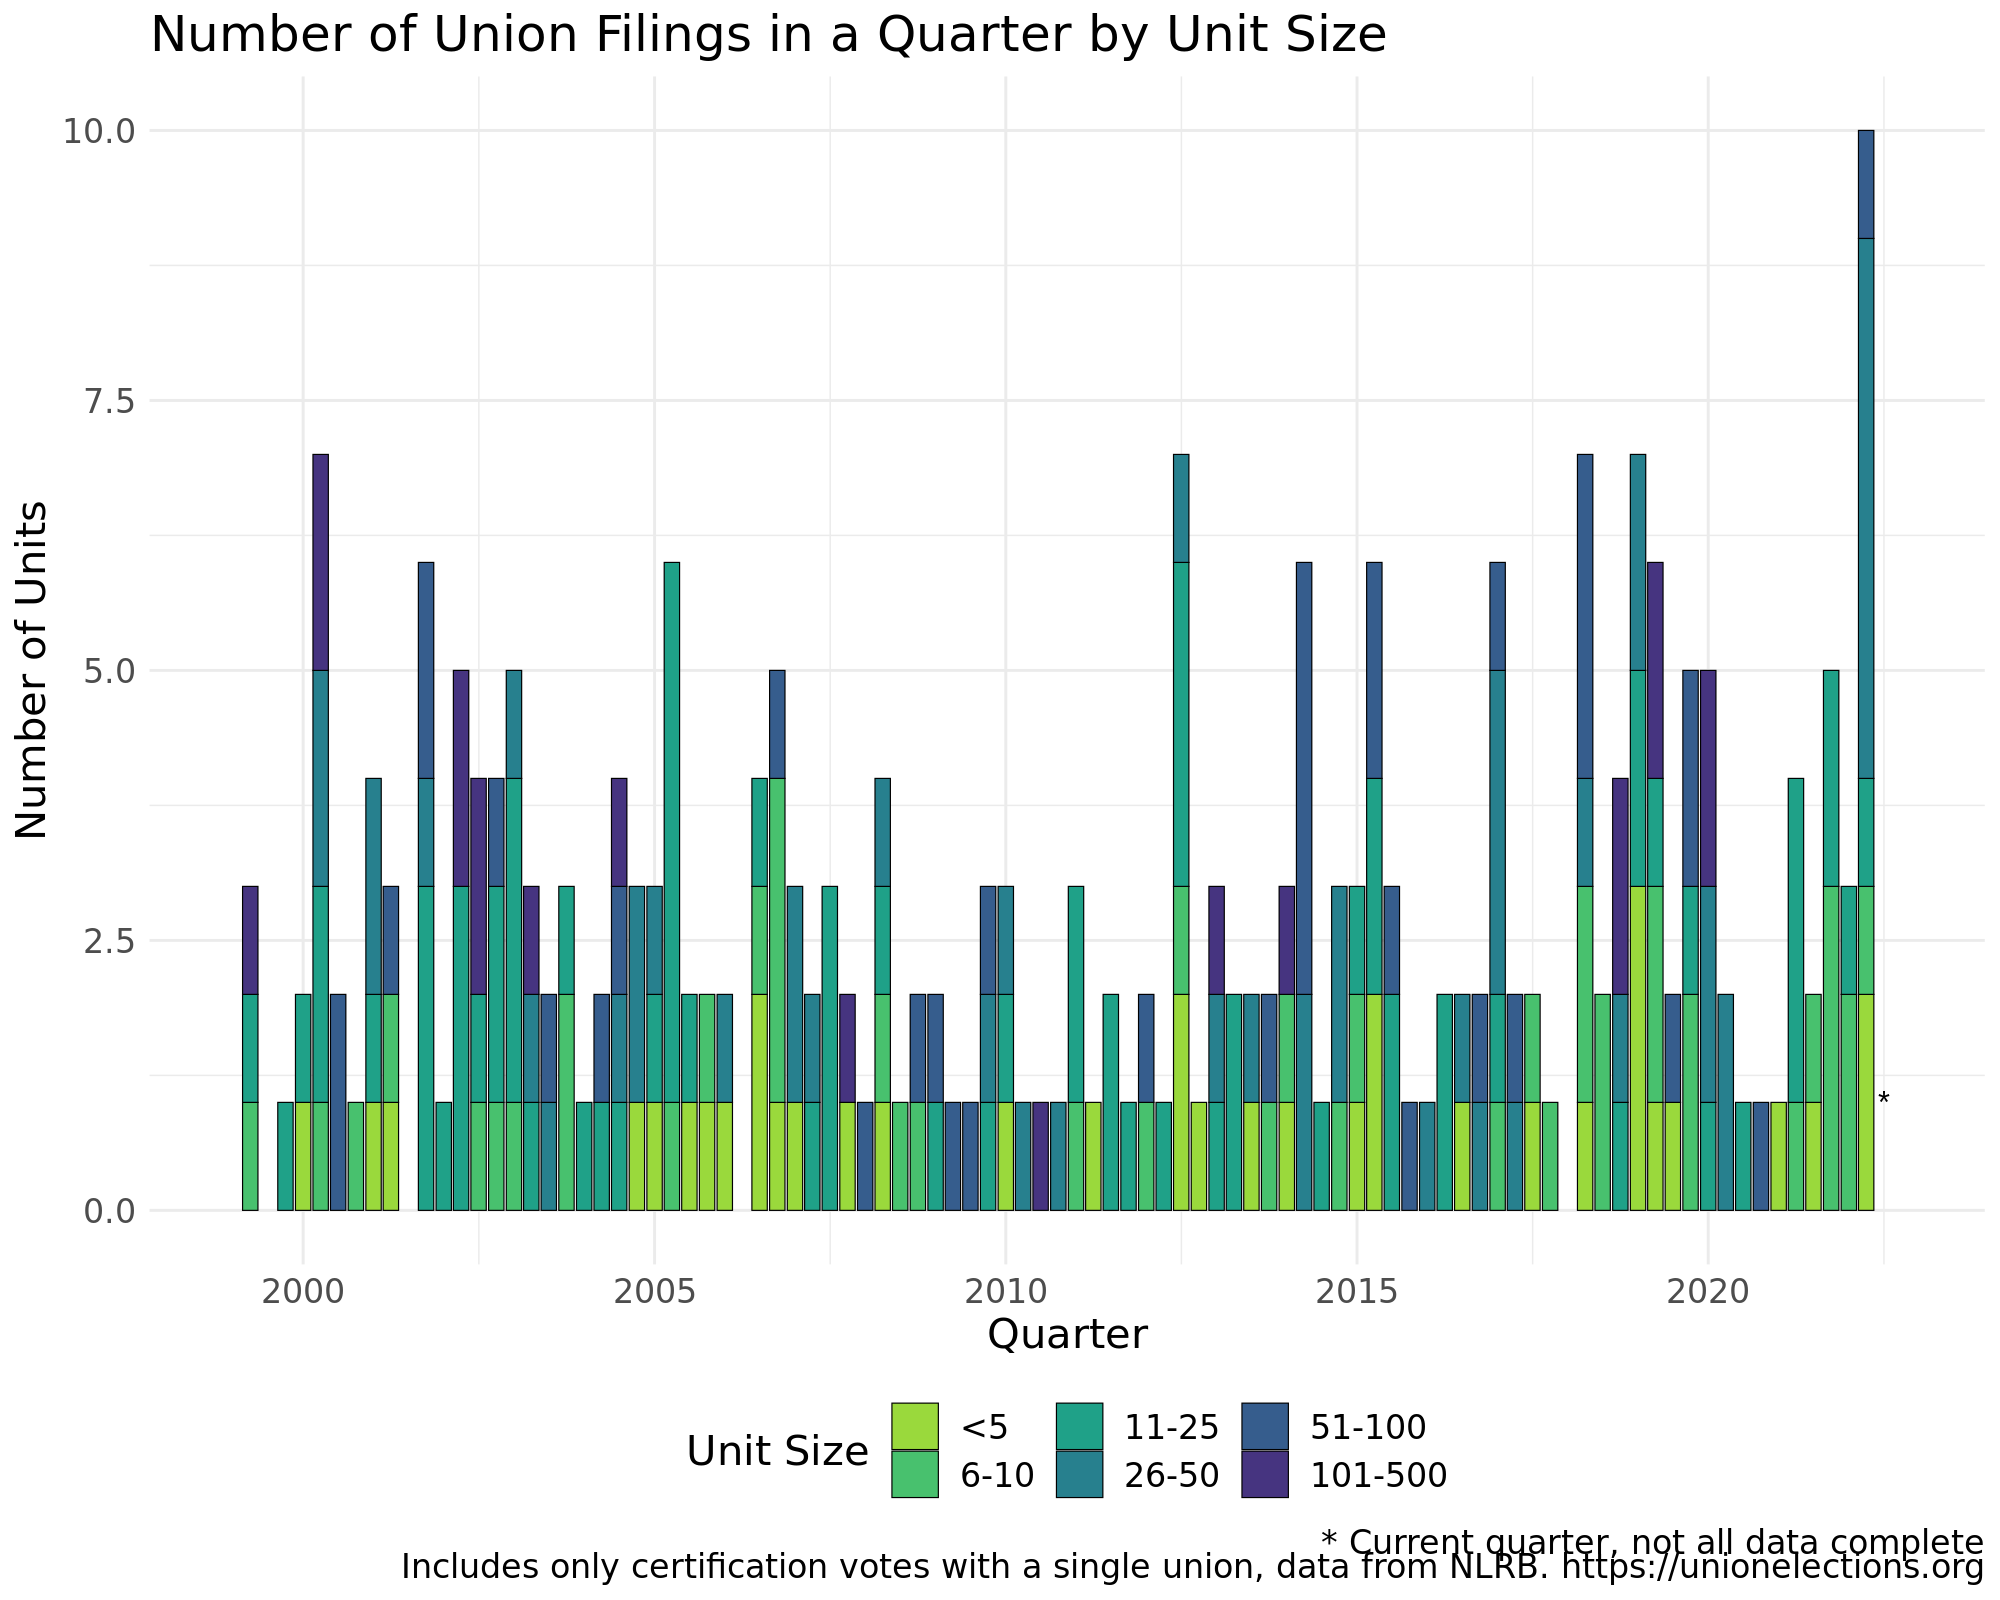 Number of Union Filings in a Quarter by Unit Size
10.0
7.5
5.0
2.5
0.0
Number of Units
*
2000 2005 2010 2015 2020
Quarter
Unit Size
<5 11-25 51-100
6-10 26-50 101-500
* Current quarter, not all data complete
Includes only certification votes with a single union, data from NLRB. https://unionelections.org